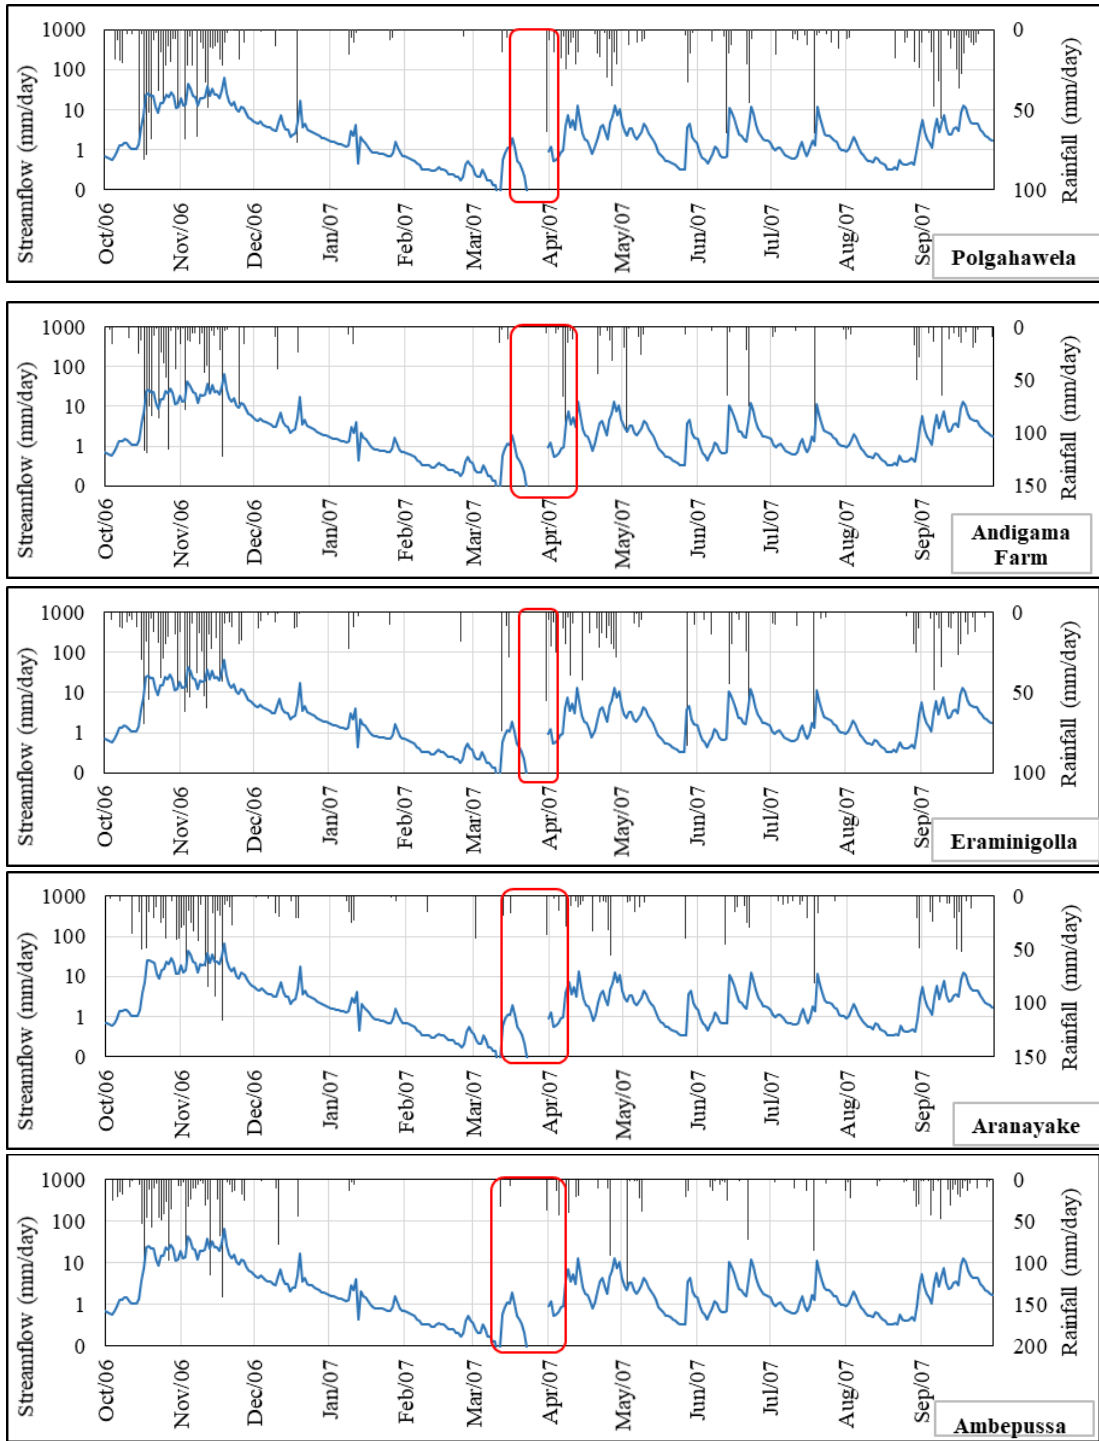 1000
100
10
1
0
Streamflow (mm/day)
0
50
100
Rainfall (mm/day)
Oct/06
Nov/06
Dec/06
Jan/07
Feb/07
Mar/07
Apr/07
May/07
Jun/07
Jul/07
Aug/07
Sep/07
Polgahawela
1000
100
10
1
0
Streamflow (mm/day)
0
50
100
150
Rainfall (mm/day)
Oct/06
Nov/06
Dec/06
Jan/07
Feb/07
Mar/07
Apr/07
May/07
Jun/07
Jul/07
Aug/07
Sep/07
Andigama
Farm
1000
100
10
1
0
Streamflow (mm/day)
0
50
100
Rainfall (mm/day)
Oct/06
Nov/06
Dec/06
Jan/07
Feb/07
Mar/07
Apr/07
May/07
Jun/07
Jul/07
Aug/07
Sep/07
Eraminigolla
1000
100
10
1
0
Streamflow (mm/day)
0
50
100
150
Rainfall (mm/day)
Oct/06
Nov/06
Dec/06
Jan/07
Feb/07
Mar/07
Apr/07
May/07
Jun/07
Jul/07
Aug/07
Sep/07
Aranayake
1000
100
10
1
0
Streamflow (mm/day)
0
50
100
150
200
Rainfall (mm/day)
Oct/06
Nov/06
Dec/06
Jan/07
Feb/07
Mar/07
Apr/07
May/07
Jun/07
Jul/07
Aug/07
Sep/07
Ambepussa